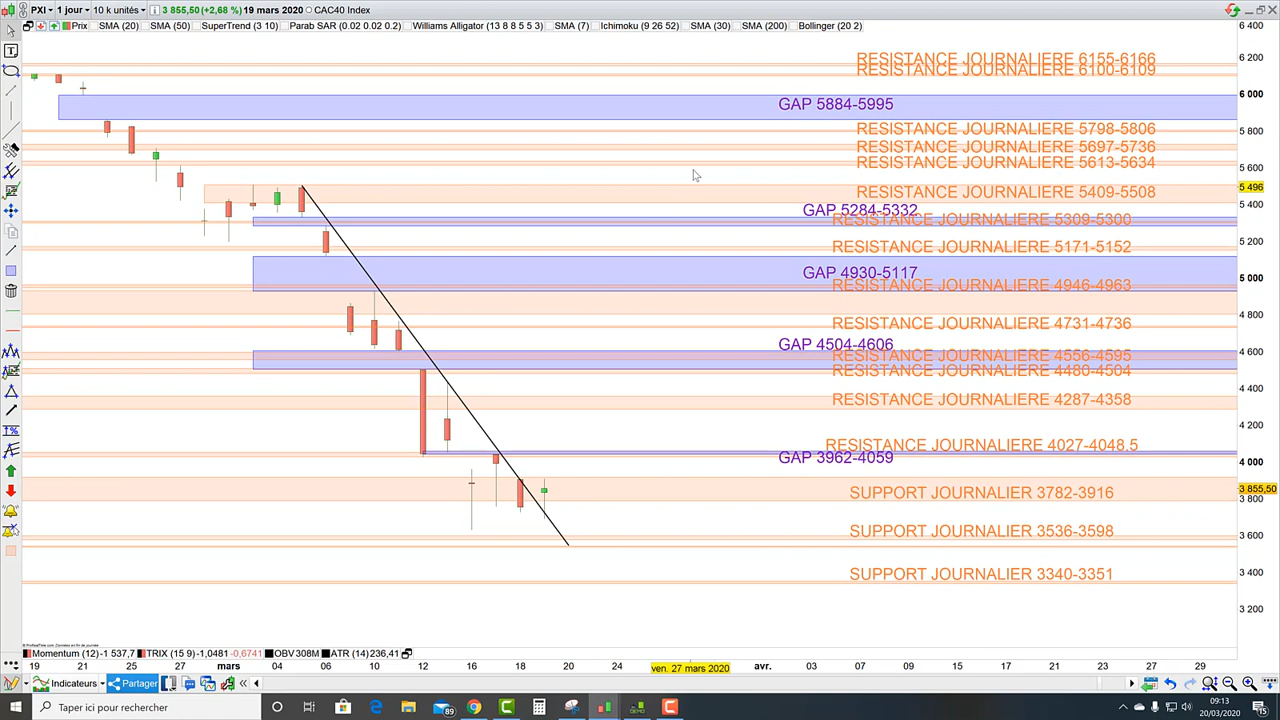 PXI 1 jour 10 k unités 3 855,50 (+2,68 %) 19 mars 2020 CAC40 Index
Prix SMA (20) SMA (50) SuperTrend (3 10) Parab SAR (0.02 0.02 0.2) Williams Alligator (13 8 8 5 5 3) SMA (7) Ichimoku (9 26 52) SMA (30) SMA (200) Bollinger (20 2)
6 400
RESISTANCE JOURNALIERE 6155-6166
6 200
RESISTANCE JOURNALIERE 6100-6109
6 000
GAP 5884-5995
RESISTANCE JOURNALIERE 5798-5806
5 800
RESISTANCE JOURNALIERE 5697-5736
RESISTANCE JOURNALIERE 5613-5634
5 600
5 496
RESISTANCE JOURNALIERE 5409-5508
5 400
GAP 5284-5332
RESISTANCE JOURNALIERE 5309-5300
5 200
RESISTANCE JOURNALIERE 5171-5152
GAP 4930-5117
5 000
RESISTANCE JOURNALIERE 4946-4963
4 800
RESISTANCE JOURNALIERE 4731-4736
GAP 4504-4606
4 600
RESISTANCE JOURNALIERE 4556-4595
RESISTANCE JOURNALIERE 4480-4504
4 400
RESISTANCE JOURNALIERE 4287-4358
4 200
RESISTANCE JOURNALIERE 4027-4048.5
GAP 3962-4059
4 000
3 855,50
SUPPORT JOURNALIER 3782-3916
3 800
SUPPORT JOURNALIER 3536-3598
3 600
SUPPORT JOURNALIER 3340-3351
3 400
3 200
Momentum (12) -1 537,7 TRIX (15 9) -1,0481 -0,6741 OBV 308M ATR (14) 236,41
19 21 25 27 mars 04 06 10 12 16 18 20 24 ven. 27 mars 2020 avr. 03 07 09 15 17 21 23 27 29
Indicateurs Partager
Taper ici pour rechercher
89
DEMO
09:13
20/03/2020
15